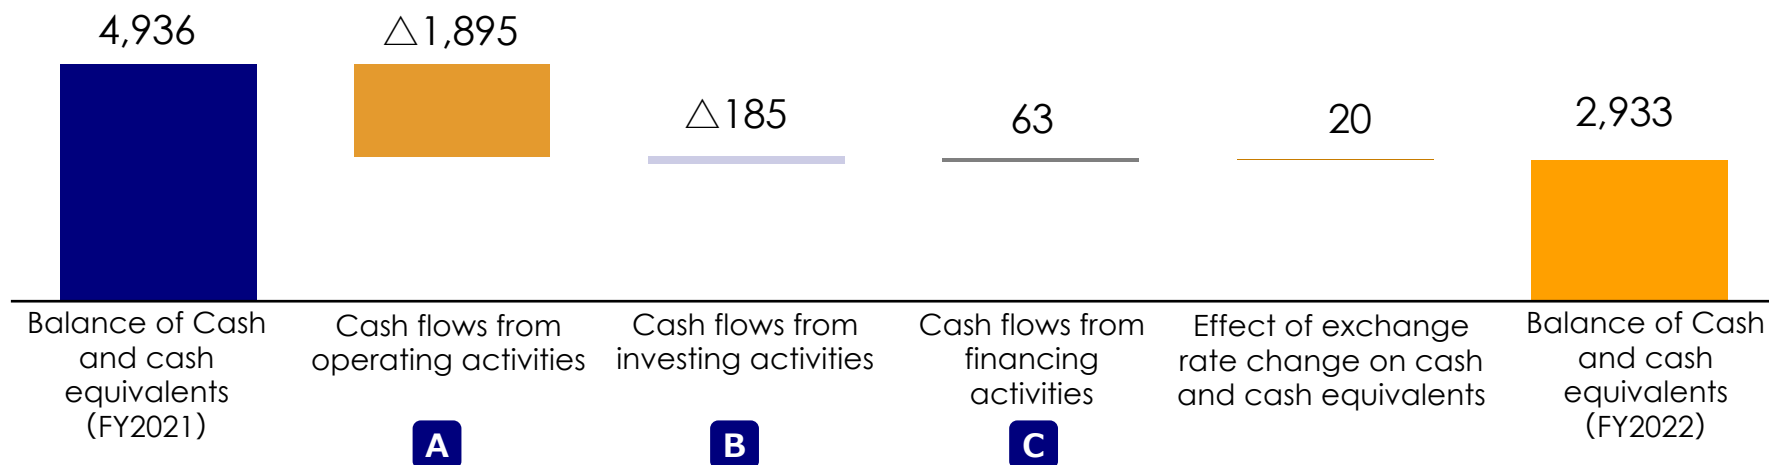 4,936
△1,895
△185
63
20
2,933
Balance of Cash
and cash
equivalents
(FY2021)
Cash flows from
operating activities
Cash flows from
investing activities
Cash flows from
financing
activities
Effect of exchange
rate change on cash
and cash equivalents
Balance of Cash
and cash
equivalents
(FY2022)
A
B
C